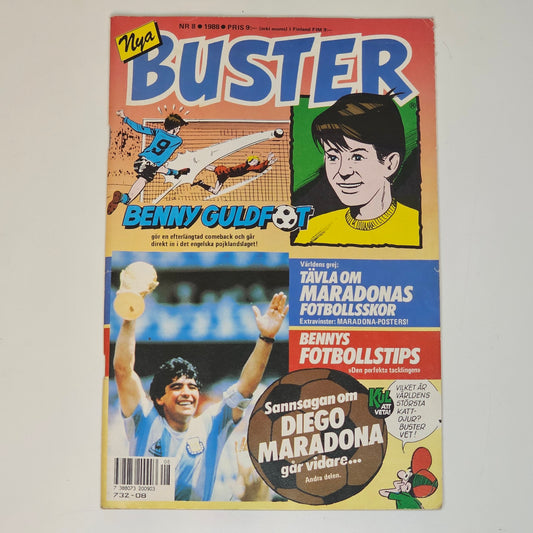 Nya
NR 8 ● 1988 ● PRIS 9:- (inkl moms) I Finland FIM 9:-
BUSTER
9
BENNY GULDFOT
gör en efterlängtad comeback och går
direkt in i det engelska pojklandslaget!
Världens grej:
TÄVLA OM
MARADONAS
FOTBOLLSSKOR
Extravinster: MARADONA-POSTERS!
BENNYS
FOTBOLLSTIPS
»Den perfekta tacklingen»
Sannsagan om
DIEGO
MARADONA
går vidare...
Andra delen.
KUL
ATT
VETA!
VILKET ÄR
VÄRLDENS
STÖRSTA
KATT-
DJUR?
BUSTER
VET!
08
7 388073 200903
732-08